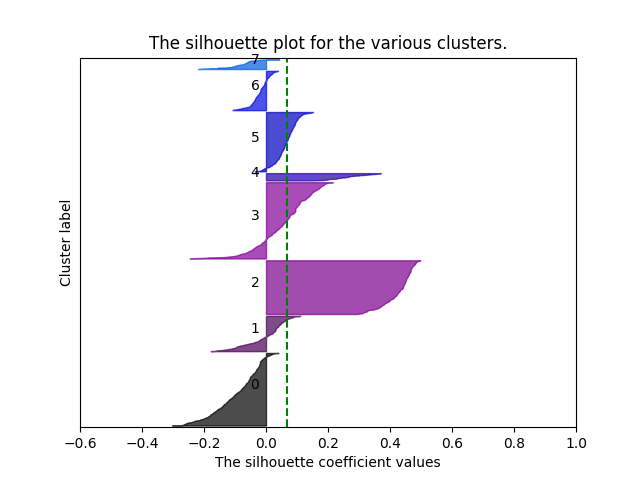 The silhouette plot for the various clusters.
7
6
5
4
3
2
1
0
Cluster label
−0.6 −0.4 −0.2 0.0 0.2 0.4 0.6 0.8 1.0
The silhouette coefficient values